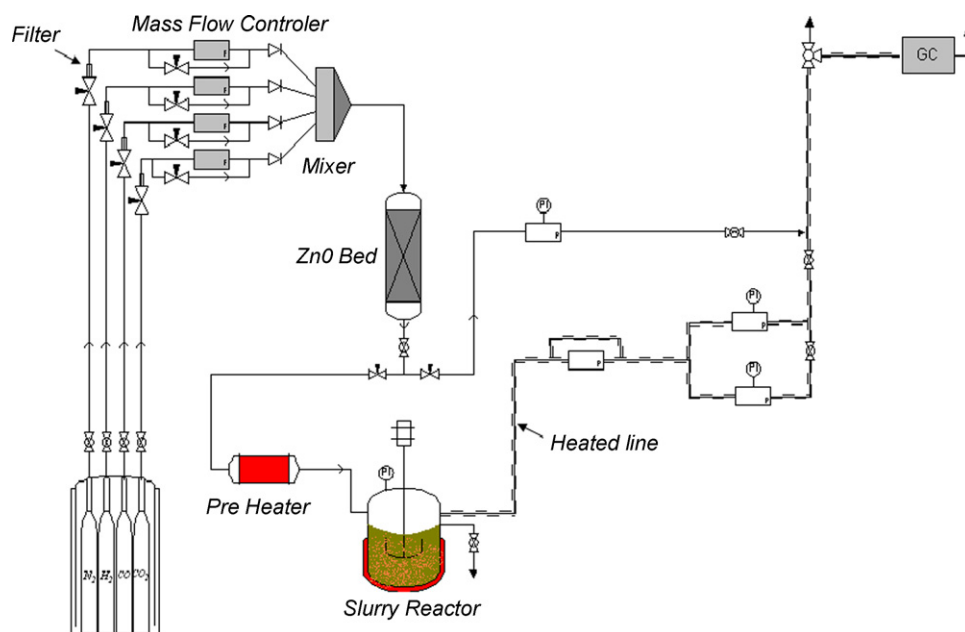 Mass Flow Controler
Filter
F
F
F
F
GC
Mixer
PI
P
Zn0 Bed
PI
P
P
PI
P
Heated line
Pre Heater
PI
Slurry Reactor
N₂ H₂ CO CO₂